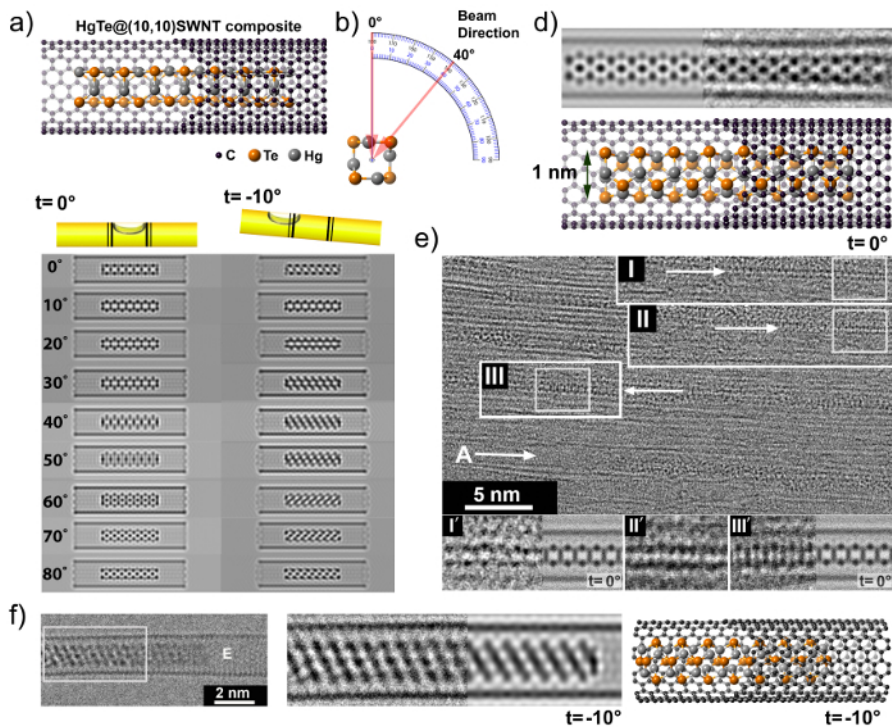 a)
HgTe@(10,10)SWNT composite
C Te Hg
b)
0°
Beam
Direction
40°
d)
1 nm
t= 0°
t= 0°
t= -10°
0°
10°
20°
30°
40°
50°
60°
70°
80°
e)
I
II
III
A
5 nm
I′
t= 0°
II′
III′
t= 0°
f)
E
2 nm
t= -10°
t= -10°